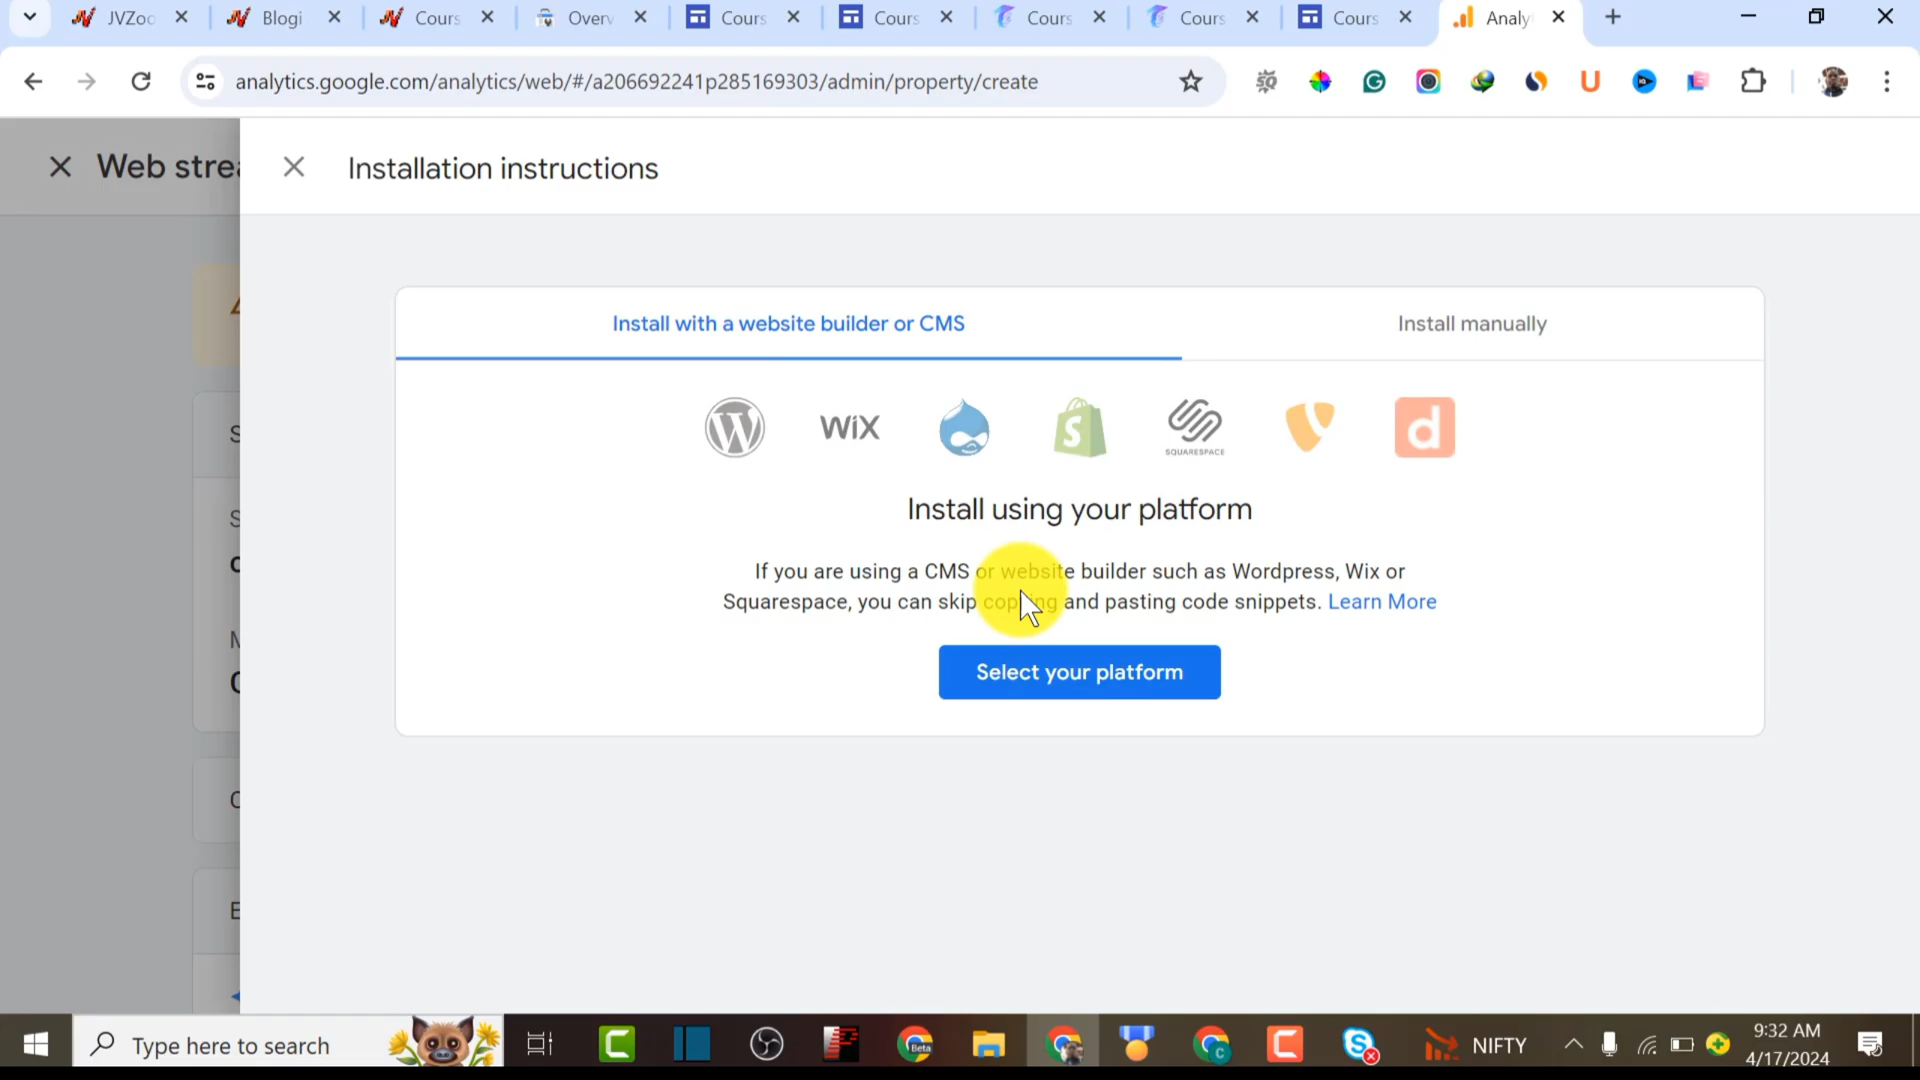 JVZoo
Blogi
Cours
Overv
Cours
Cours
Cours
Cours
Cours
Analy
analytics.google.com/analytics/web/#/a206692241p285169303/admin/property/create
Web strea
Installation instructions
Install with a website builder or CMS
Install manually
WiX
SQUARESPACE
Install using your platform
If you are using a CMS or website builder such as Wordpress, Wix or
Squarespace, you can skip copying and pasting code snippets. Learn More
Select your platform
Type here to search
Beta
NIFTY
9:32 AM
4/17/2024